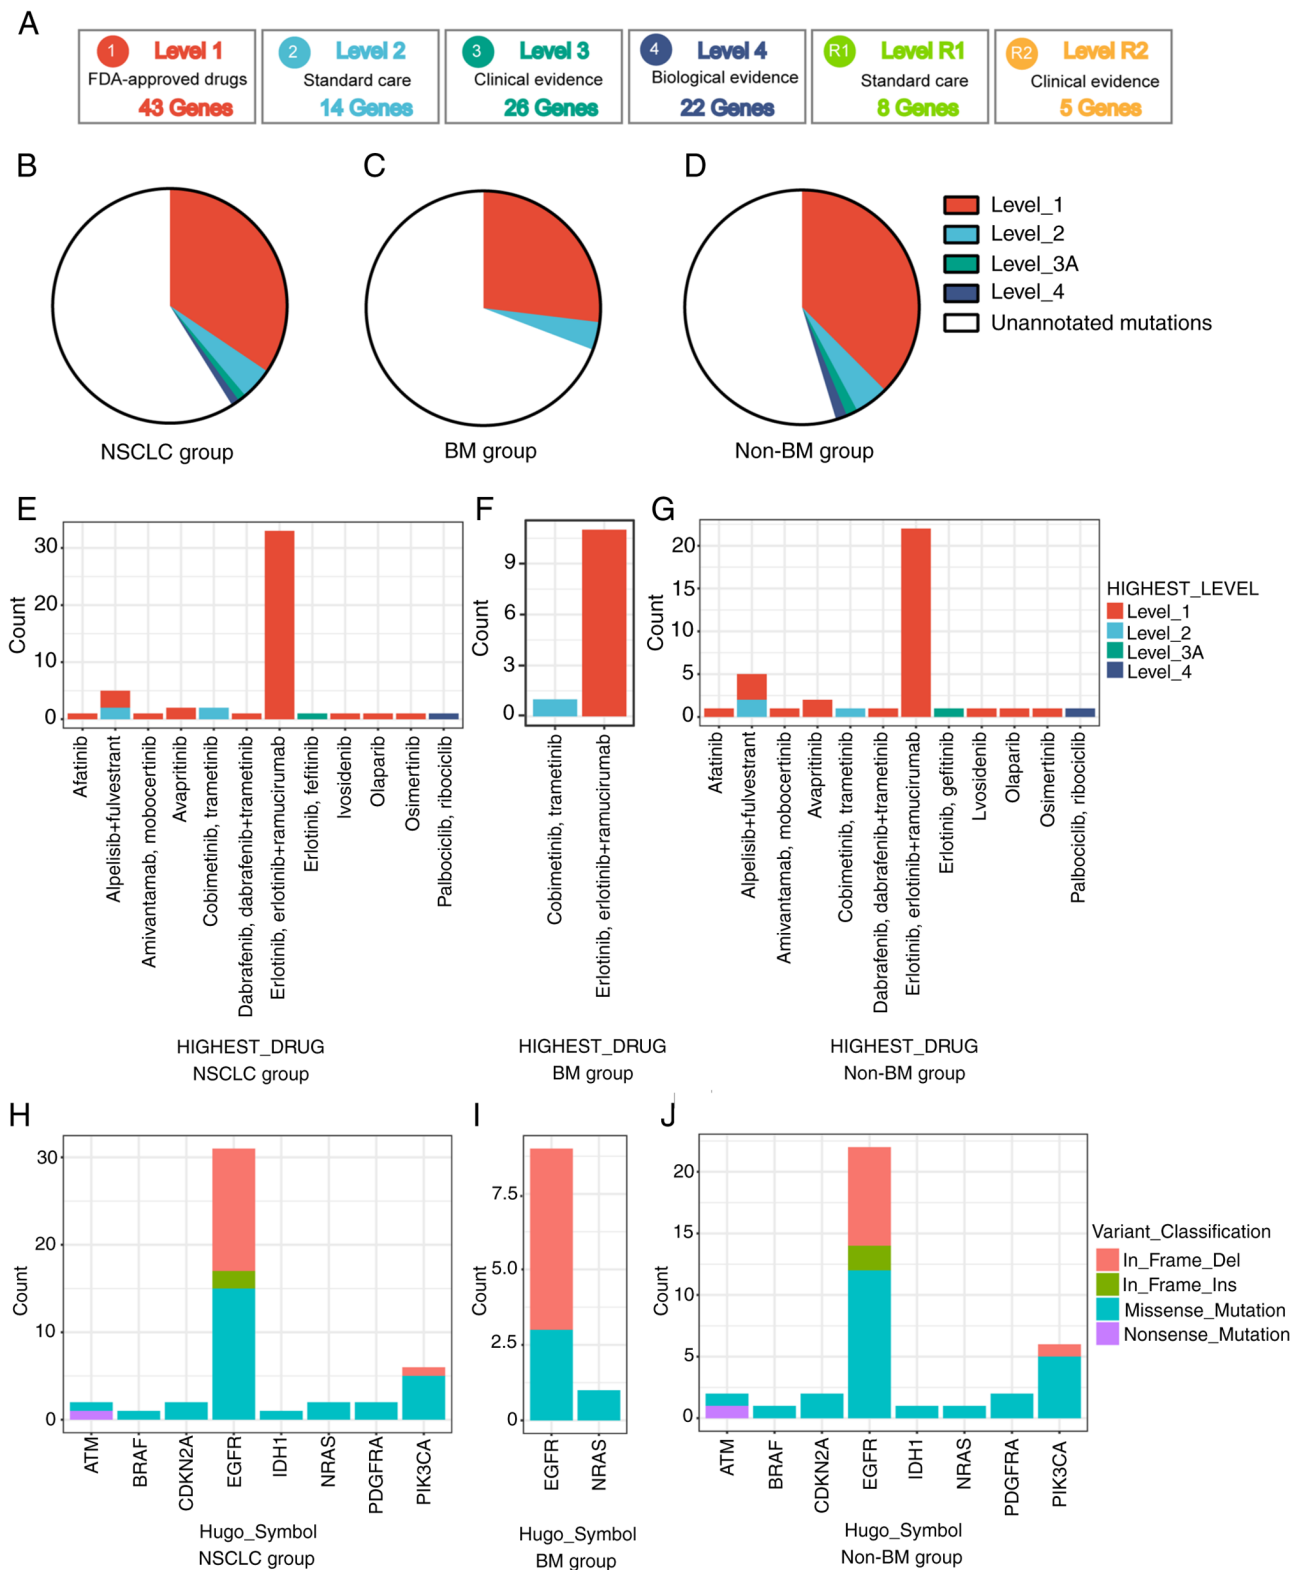 A
1 Level 1
FDA-approved drugs
43 Genes
2 Level 2
Standard care
14 Genes
3 Level 3
Clinical evidence
26 Genes
4 Level 4
Biological evidence
22 Genes
R1 Level R1
Standard care
8 Genes
R2 Level R2
Clinical evidence
5 Genes
B
NSCLC group
C
BM group
D
Non-BM group
Level_1
Level_2
Level_3A
Level_4
Unannotated mutations
E
Count
30
20
10
0
Afatinib
Alpelisib+fulvestrant
Amivantamab, mobocertinib
Avapritinib
Cobimetinib, trametinib
Dabrafenib, dabrafenib+trametinib
Erlotinib, erlotinib+ramucirumab
Erlotinib, fefitinib
Ivosidenib
Olaparib
Osimertinib
Palbociclib, ribociclib
HIGHEST_DRUG
NSCLC group
F
Count
9
6
3
0
Cobimetinib, trametinib
Erlotinib, erlotinib+ramucirumab
HIGHEST_DRUG
BM group
G
Count
20
15
10
5
0
Afatinib
Alpelisib+fulvestrant
Amivantamab, mobocertinib
Avapritinib
Cobimetinib, trametinib
Dabrafenib, dabrafenib+trametinib
Erlotinib, erlotinib+ramucirumab
Erlotinib, gefitinib
Lvosidenib
Olaparib
Osimertinib
Palbociclib, ribociclib
HIGHEST_DRUG
Non-BM group
HIGHEST_LEVEL
Level_1
Level_2
Level_3A
Level_4
H
Count
30
20
10
0
ATM
BRAF
CDKN2A
EGFR
IDH1
NRAS
PDGFRA
PIK3CA
Hugo_Symbol
NSCLC group
I
Count
7.5
5.0
2.5
0
EGFR
NRAS
Hugo_Symbol
BM group
J
Count
20
15
10
5
0
ATM
BRAF
CDKN2A
EGFR
IDH1
NRAS
PDGFRA
PIK3CA
Hugo_Symbol
Non-BM group
Variant_Classification
In_Frame_Del
In_Frame_Ins
Missense_Mutation
Nonsense_Mutation